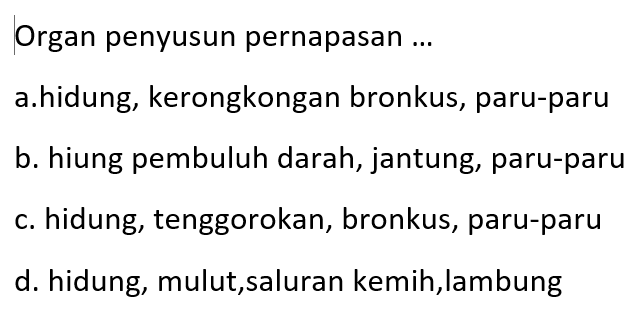 Organ penyusun pernapasan ...
a.hidung, kerongkongan bronkus, paru-paru
b. hiung pembuluh darah, jantung, paru-paru
c. hidung, tenggorokan, bronkus, paru-paru
d. hidung, mulut,saluran kemih,lambung